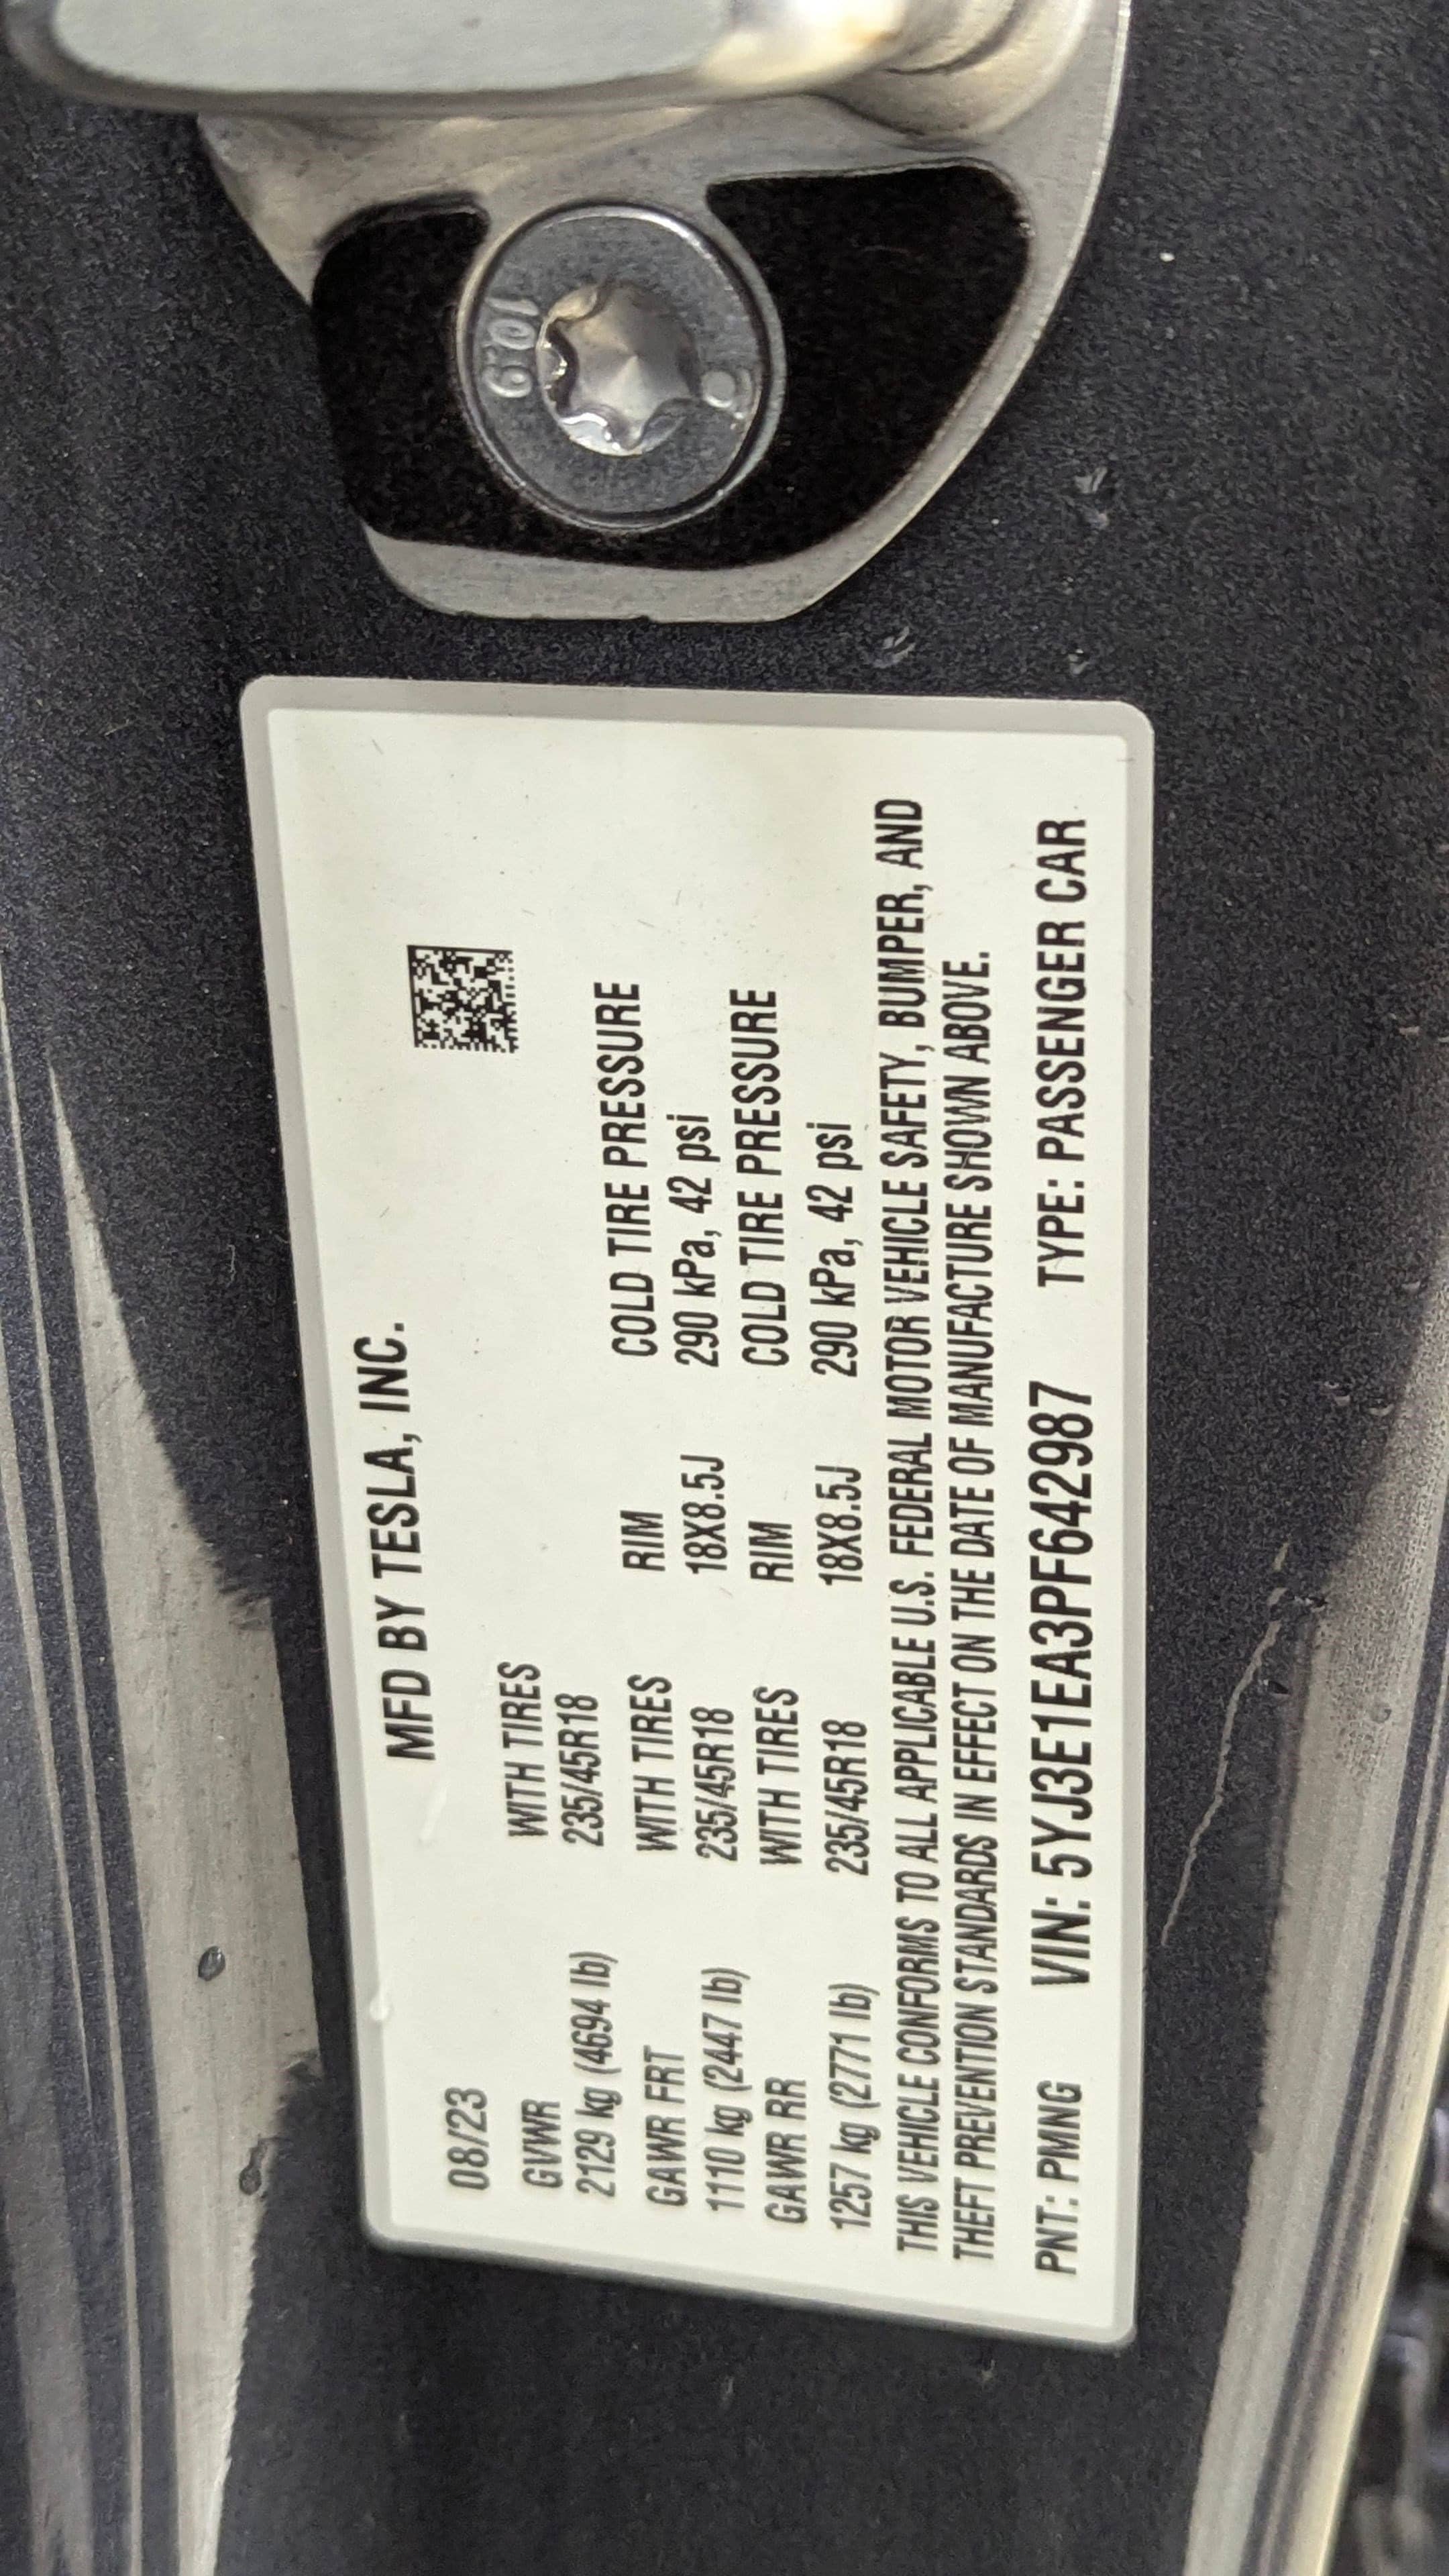 10.9
MFD BY TESLA, INC.
08/23
GVWR WITH TIRES
2129 kg (4694 lb) 235/45R18
GAWR FRT WITH TIRES RIM COLD TIRE PRESSURE
1110 kg (2447 lb) 235/45R18 18X8.5J 290 kPa, 42 psi
GAWR RR WITH TIRES RIM COLD TIRE PRESSURE
1257 kg (2771 lb) 235/45R18 18X8.5J 290 kPa, 42 psi
THIS VEHICLE CONFORMS TO ALL APPLICABLE U.S. FEDERAL MOTOR VEHICLE SAFETY, BUMPER, AND
THEFT PREVENTION STANDARDS IN EFFECT ON THE DATE OF MANUFACTURE SHOWN ABOVE.
PNT: PMNG VIN: 5YJ3E1EA3PF642987 TYPE: PASSENGER CAR